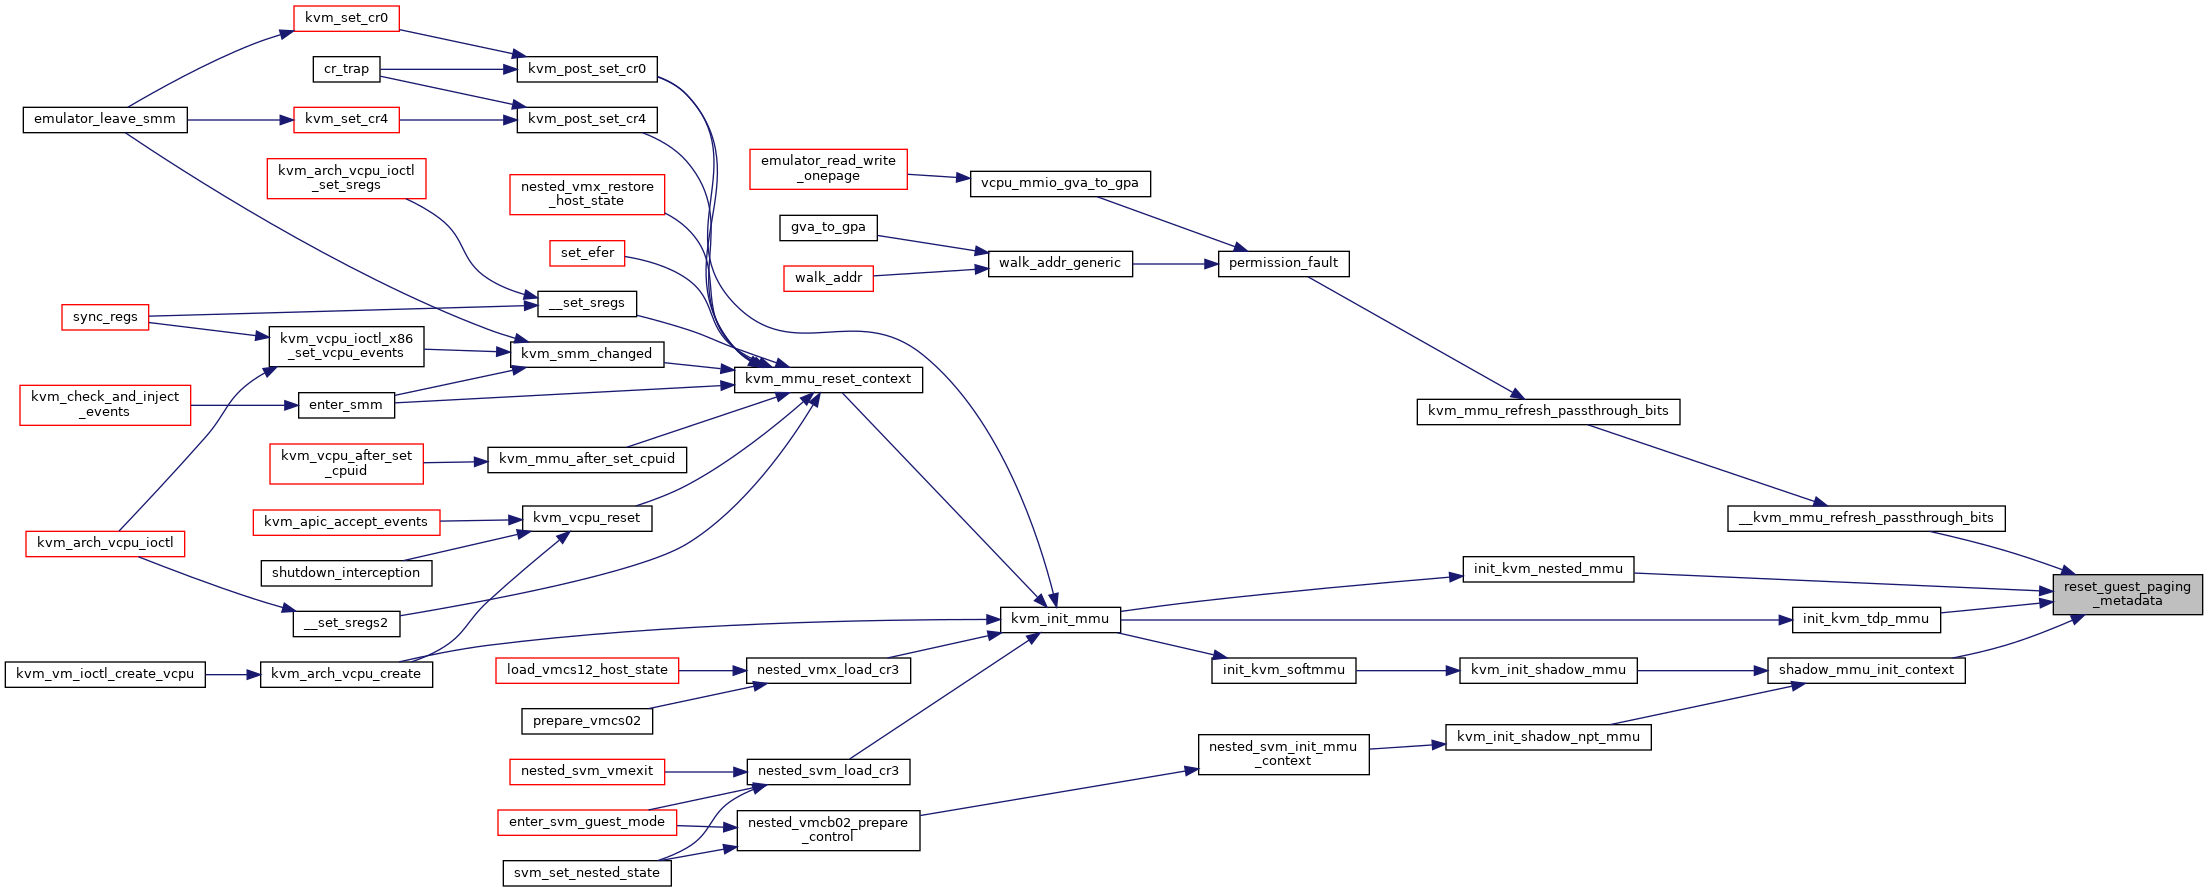 kvm_set_cr0
cr_trap
kvm_post_set_cr0
emulator_leave_smm
kvm_set_cr4
kvm_post_set_cr4
kvm_arch_vcpu_ioctl
_set_sregs
nested_vmx_restore
_host_state
emulator_read_write
_onepage
vcpu_mmio_gva_to_gpa
gva_to_gpa
set_efer
walk_addr
walk_addr_generic
permission_fault
__set_sregs
sync_regs
kvm_vcpu_ioctl_x86
_set_vcpu_events
kvm_smm_changed
kvm_mmu_reset_context
kvm_check_and_inject
_events
enter_smm
kvm_mmu_refresh_passthrough_bits
kvm_vcpu_after_set
_cpuid
kvm_mmu_after_set_cpuid
kvm_apic_accept_events
kvm_vcpu_reset
__kvm_mmu_refresh_passthrough_bits
kvm_arch_vcpu_ioctl
shutdown_interception
init_kvm_nested_mmu
reset_guest_paging
_metadata
__set_sregs2
kvm_init_mmu
init_kvm_tdp_mmu
kvm_vm_ioctl_create_vcpu
kvm_arch_vcpu_create
load_vmcs12_host_state
nested_vmx_load_cr3
init_kvm_softmmu
kvm_init_shadow_mmu
shadow_mmu_init_context
prepare_vmcs02
kvm_init_shadow_npt_mmu
nested_svm_init_mmu
_context
nested_svm_vmexit
nested_svm_load_cr3
enter_svm_guest_mode
nested_vmcb02_prepare
_control
svm_set_nested_state